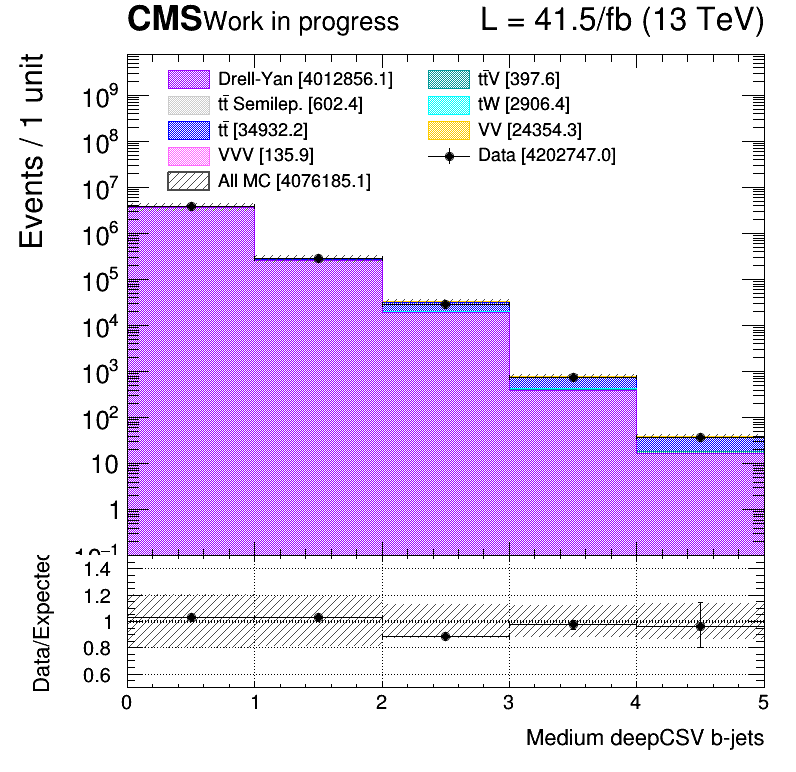 CMS Work in progress L = 41.5/fb (13 TeV)
Events / 1 unit
Drell-Yan [4012856.1] tt̄V [397.6]
tt̄ Semilep. [602.4] tW [2906.4]
tt̄ [34932.2] VV [24354.3]
VVV [135.9] Data [4202747.0]
All MC [4076185.1]
10⁹
10⁸
10⁷
10⁶
10⁵
10⁴
10³
10²
10
1
10⁻¹
Data/Expected
1.4
1.2
1
0.8
0.6
0 1 2 3 4 5
Medium deepCSV b-jets